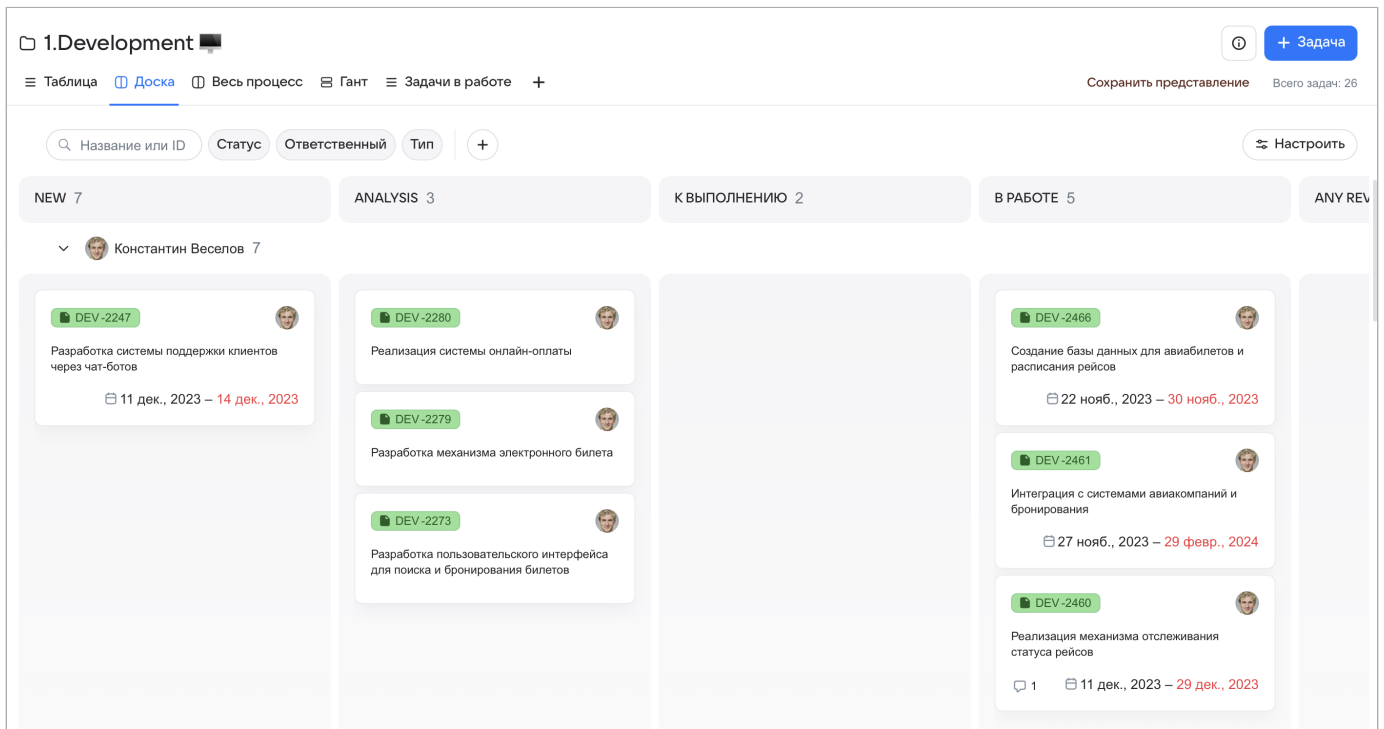 1.Development
+ Задача
Таблица Доска Весь процесс Гант Задачи в работе +
Сохранить представление Всего задач: 26
Название или ID Статус Ответственный Тип + Настроить
NEW 7 ANALYSIS 3 К ВЫПОЛНЕНИЮ 2 В РАБОТЕ 5 ANY REV
Константин Веселов 7
DEV-2247
Разработка системы поддержки клиентов
через чат-ботов
11 дек., 2023 – 14 дек., 2023
DEV-2280
Реализация системы онлайн-оплаты
DEV-2279
Разработка механизма электронного билета
DEV-2273
Разработка пользовательского интерфейса
для поиска и бронирования билетов
DEV-2466
Создание базы данных для авиабилетов и
расписания рейсов
22 нояб., 2023 – 30 нояб., 2023
DEV-2461
Интеграция с системами авиакомпаний и
бронирования
27 нояб., 2023 – 29 февр., 2024
DEV-2460
Реализация механизма отслеживания
статуса рейсов
1 11 дек., 2023 – 29 дек., 2023